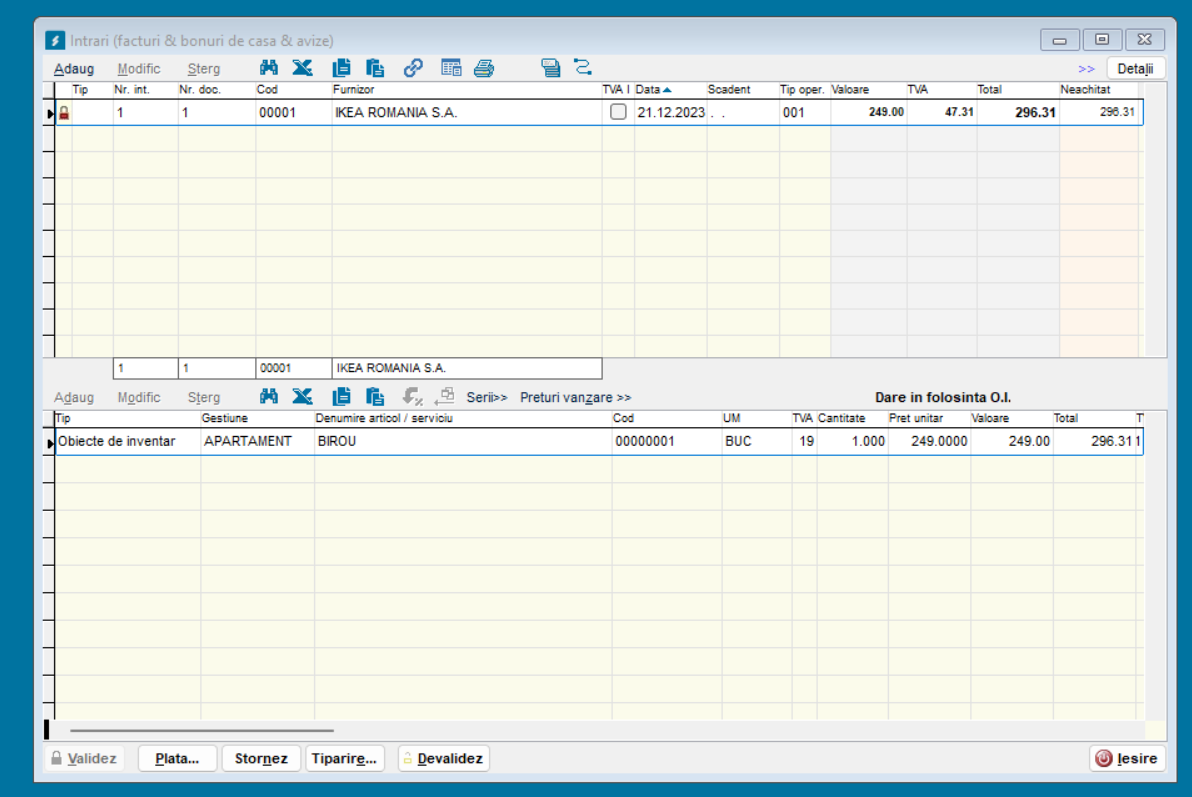 Intrari (facturi & bonuri de casa & avize)
Adaug Modific Sterg >> Detalii
Tip Nr. int. Nr. doc. Cod Furnizor TVA I Data Scadent Tip oper. Valoare TVA Total Neachitat
1 1 00001 IKEA ROMANIA S.A. 21.12.2023 . . 001 249.00 47.31 296.31 296.31
1 1 00001 IKEA ROMANIA S.A.
Adaug Modific Sterg Serii>> Preturi vanzare >> Dare in folosinta O.I.
Tip Gestiune Denumire articol / serviciu Cod UM TVA Cantitate Pret unitar Valoare Total T
Obiecte de inventar APARTAMENT BIROU 00000001 BUC 19 1.000 249.0000 249.00 296.31 1
Validez Plata... Stornez Tiparire... Devalidez Iesire